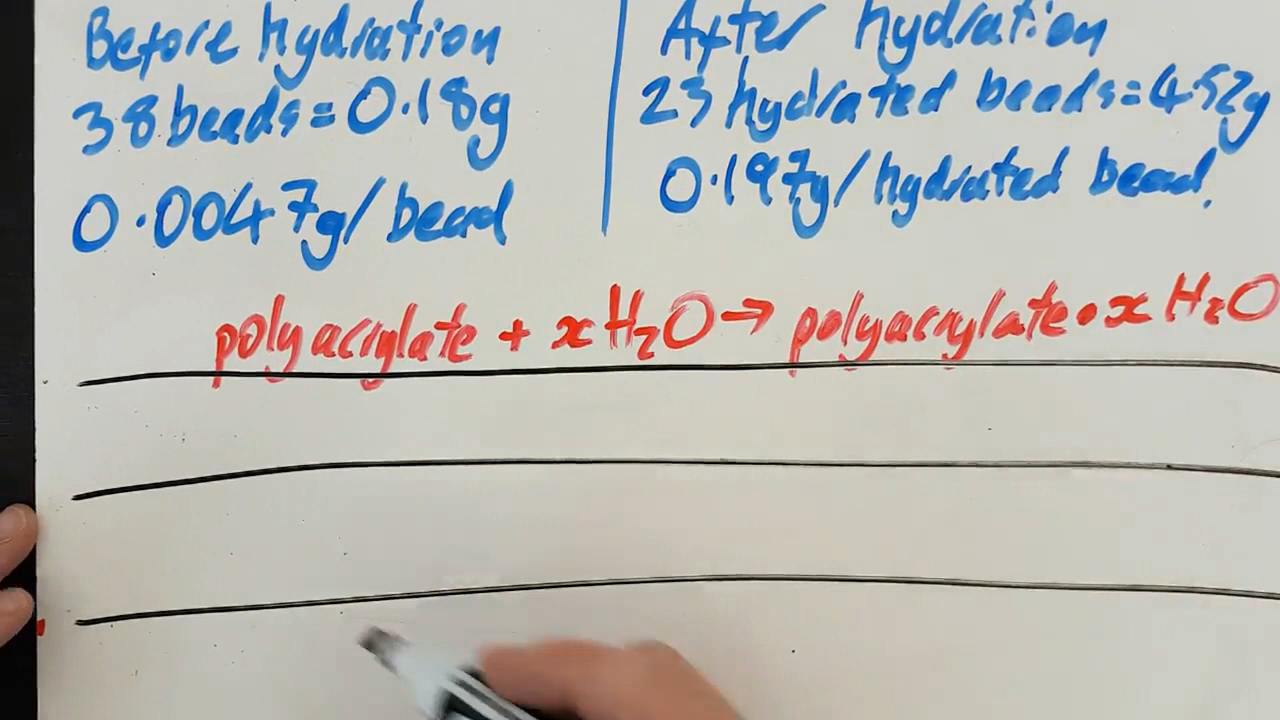 Before hydration
38 beads=0.18g
0.0047g/bead
After hydration
23 hydrated beads=4.52g
0.197g/hydrated bead.
polyacrylate + xH₂O → polyacrylate•xH₂O